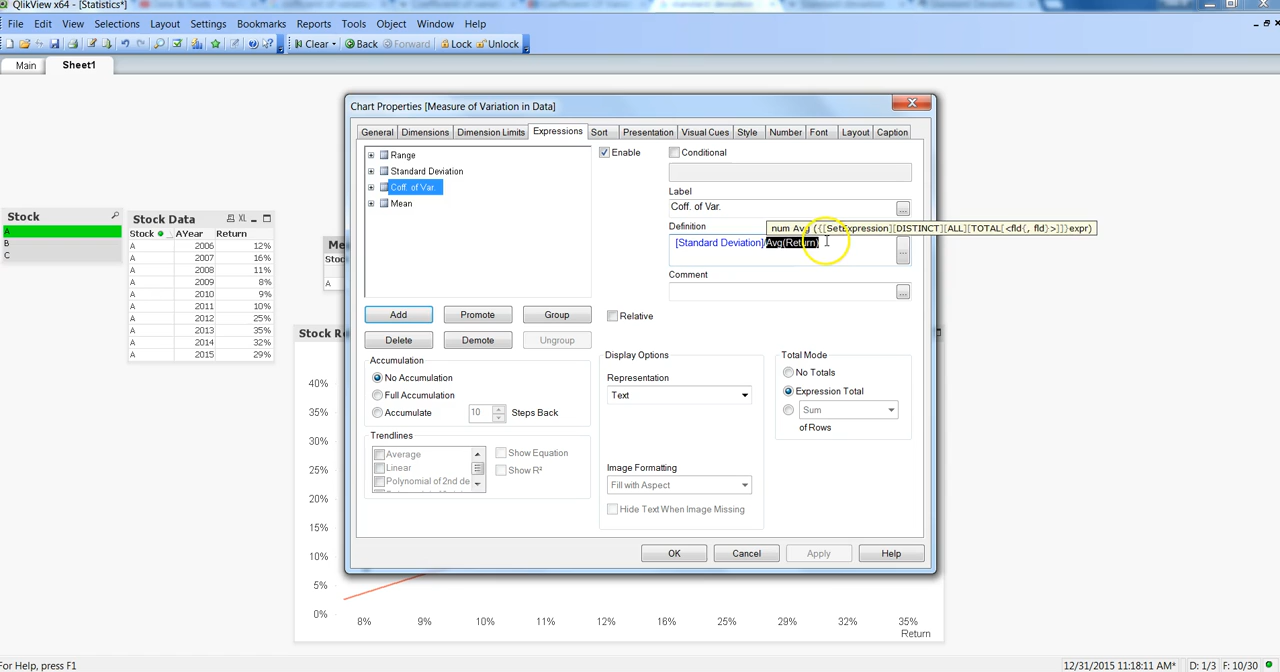 QlikView x64 - [Statistics*]
File Edit View Selections Layout Settings Bookmarks Reports Tools Object Window Help
Clear Back Forward Lock Unlock
Main Sheet1
Chart Properties [Measure of Variation in Data]
General Dimensions Dimension Limits Expressions Sort Presentation Visual Cues Style Number Font Layout Caption
Range
Standard Deviation
Coff. of Var.
Mean
Enable
Conditional
Label
Coff. of Var.
Definition
num Avg ({[SetExpression][DISTINCT][ALL][TOTAL[<fld{, fld}>]]}expr)
[Standard Deviation]/Avg(Return)
Comment
Add Promote Group
Delete Demote Ungroup
Relative
Accumulation
No Accumulation
Full Accumulation
Accumulate 10 Steps Back
Trendlines
Average
Linear
Polynomial of 2nd de
Show Equation
Show R²
Display Options
Representation
Text
Image Formatting
Fill with Aspect
Hide Text When Image Missing
Total Mode
No Totals
Expression Total
Sum
of Rows
OK Cancel Apply Help
Stock
A
B
C
Stock Data XL
Stock AYear Return
A 2006 12%
A 2007 16%
A 2008 11%
A 2009 8%
A 2010 9%
A 2011 10%
A 2012 25%
A 2013 35%
A 2014 32%
A 2015 29%
Me
Stoc
A
Stock R
40%
35%
30%
25%
20%
15%
10%
5%
0%
8% 9% 10% 11% 12% 16% 25% 29% 32% 35%
Return
For Help, press F1
12/31/2015 11:18:11 AM* D: 1/3 F: 10/30